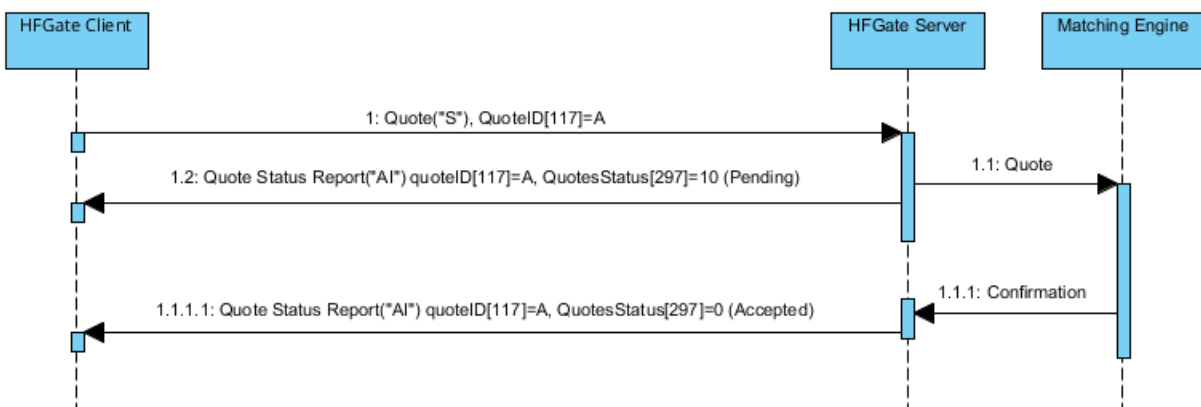 HFGate Client
HFGate Server
Matching Engine
1: Quote("S"), QuoteID[117]=A
1.1: Quote
1.2: Quote Status Report("AI") quoteID[117]=A, QuotesStatus[297]=10 (Pending)
1.1.1: Confirmation
1.1.1.1: Quote Status Report("AI") quoteID[117]=A, QuotesStatus[297]=0 (Accepted)